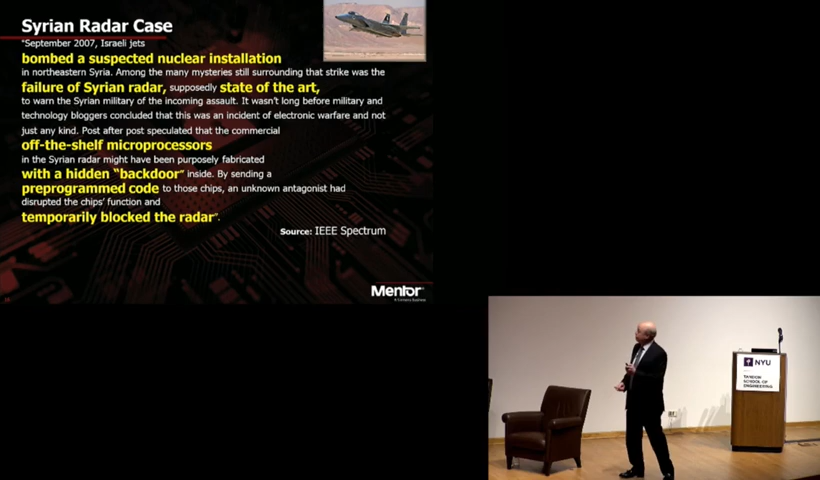 Syrian Radar Case
"September 2007, Israeli jets
bombed a suspected nuclear installation
in northeastern Syria. Among the many mysteries still surrounding that strike was the
failure of Syrian radar, supposedly state of the art,
to warn the Syrian military of the incoming assault. It wasn't long before military and
technology bloggers concluded that this was an incident of electronic warfare and not
just any kind. Post after post speculated that the commercial
off-the-shelf microprocessors
in the Syrian radar might have been purposely fabricated
with a hidden "backdoor" inside. By sending a
preprogrammed code to those chips, an unknown antagonist had
disrupted the chips' function and
temporarily blocked the radar".
Source: IEEE Spectrum
Mentor
A Siemens Business
NYU
TANDON
SCHOOL OF
ENGINEERING